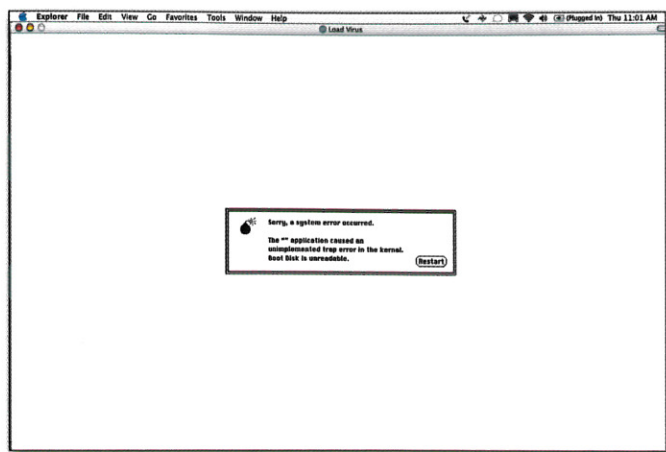 Explorer File Edit View Go Favorites Tools Window Help (Plugged in) Thu 11:01 AM
Load Virus
Sorry, a system error occurred.
The "" application caused an
unimplemented trap error in the kernel.
Boot Disk is unreadable.
Restart